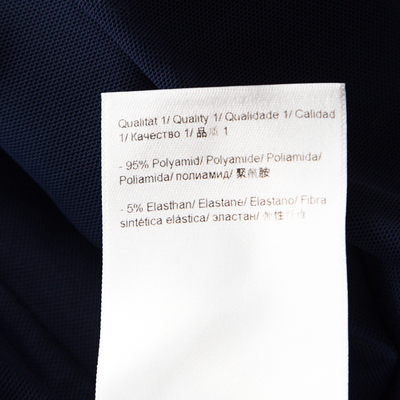 Qualitat 1/ Quality 1/ Qualidade 1/ Calidad
1/ Качество 1/ 品质 1
- 95% Polyamid/ Polyamide/ Poliamida/
Poliamida/ полиамид/ 聚酰胺
- 5% Elasthan/ Elastane/ Elastano/ Fibra
sintética elástica/ эластан/